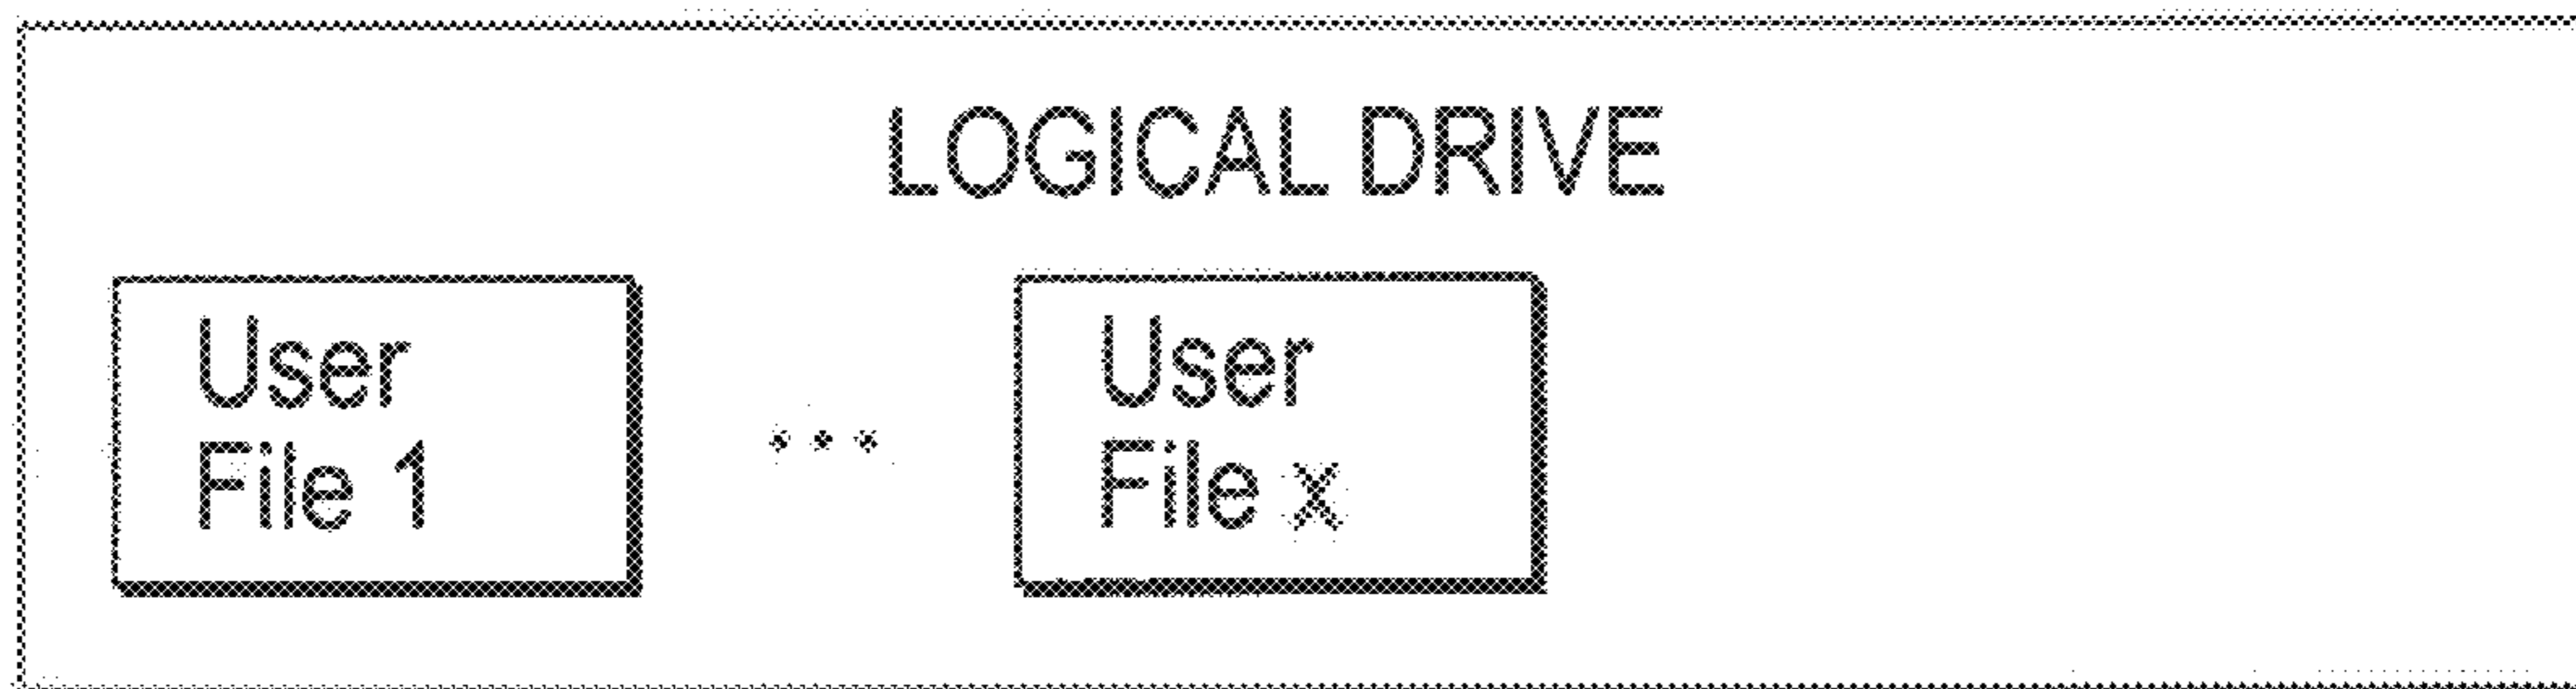 LOGICAL DRIVE
User
File 1
...
User
File x